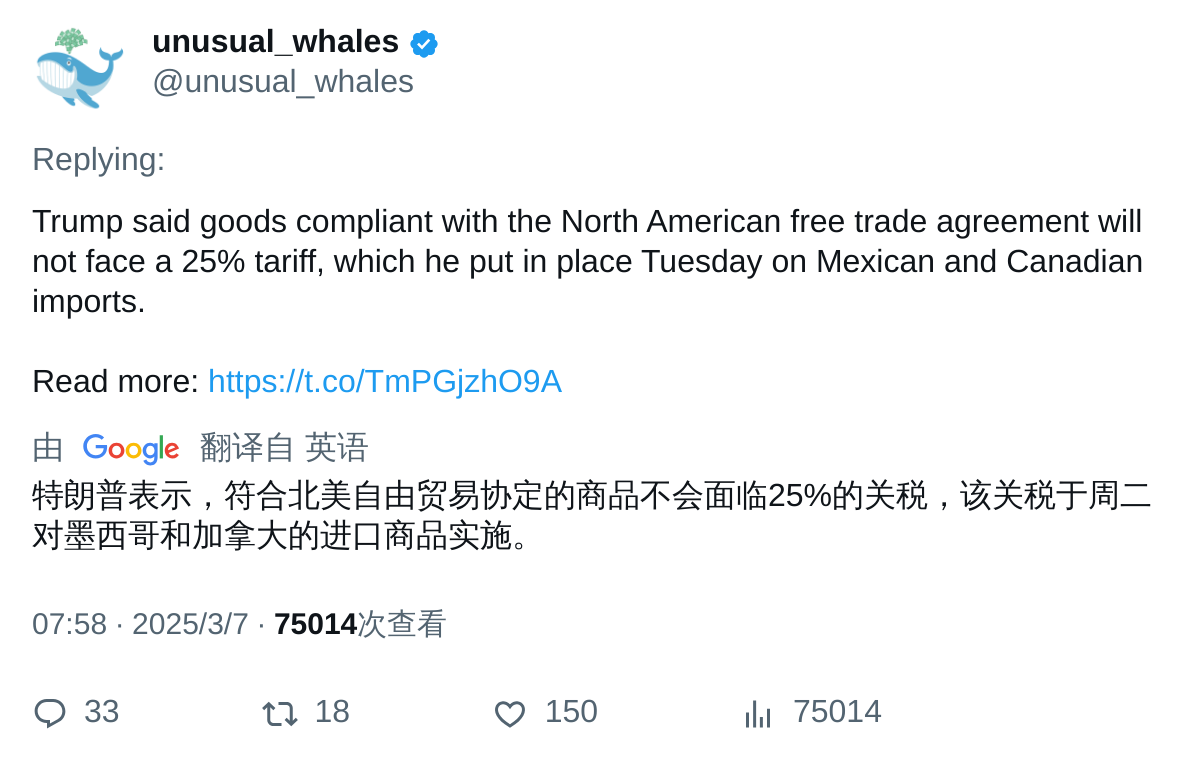 unusual_whales
@unusual_whales
Replying:
Trump said goods compliant with the North American free trade agreement will
not face a 25% tariff, which he put in place Tuesday on Mexican and Canadian
imports.
Read more: https://t.co/TmPGjzhO9A
由 Google 翻译自 英语
特朗普表示，符合北美自由贸易协定的商品不会面临25%的关税，该关税于周二
对墨西哥和加拿大的进口商品实施。
07:58 · 2025/3/7 · 75014次查看
33 18 150 75014